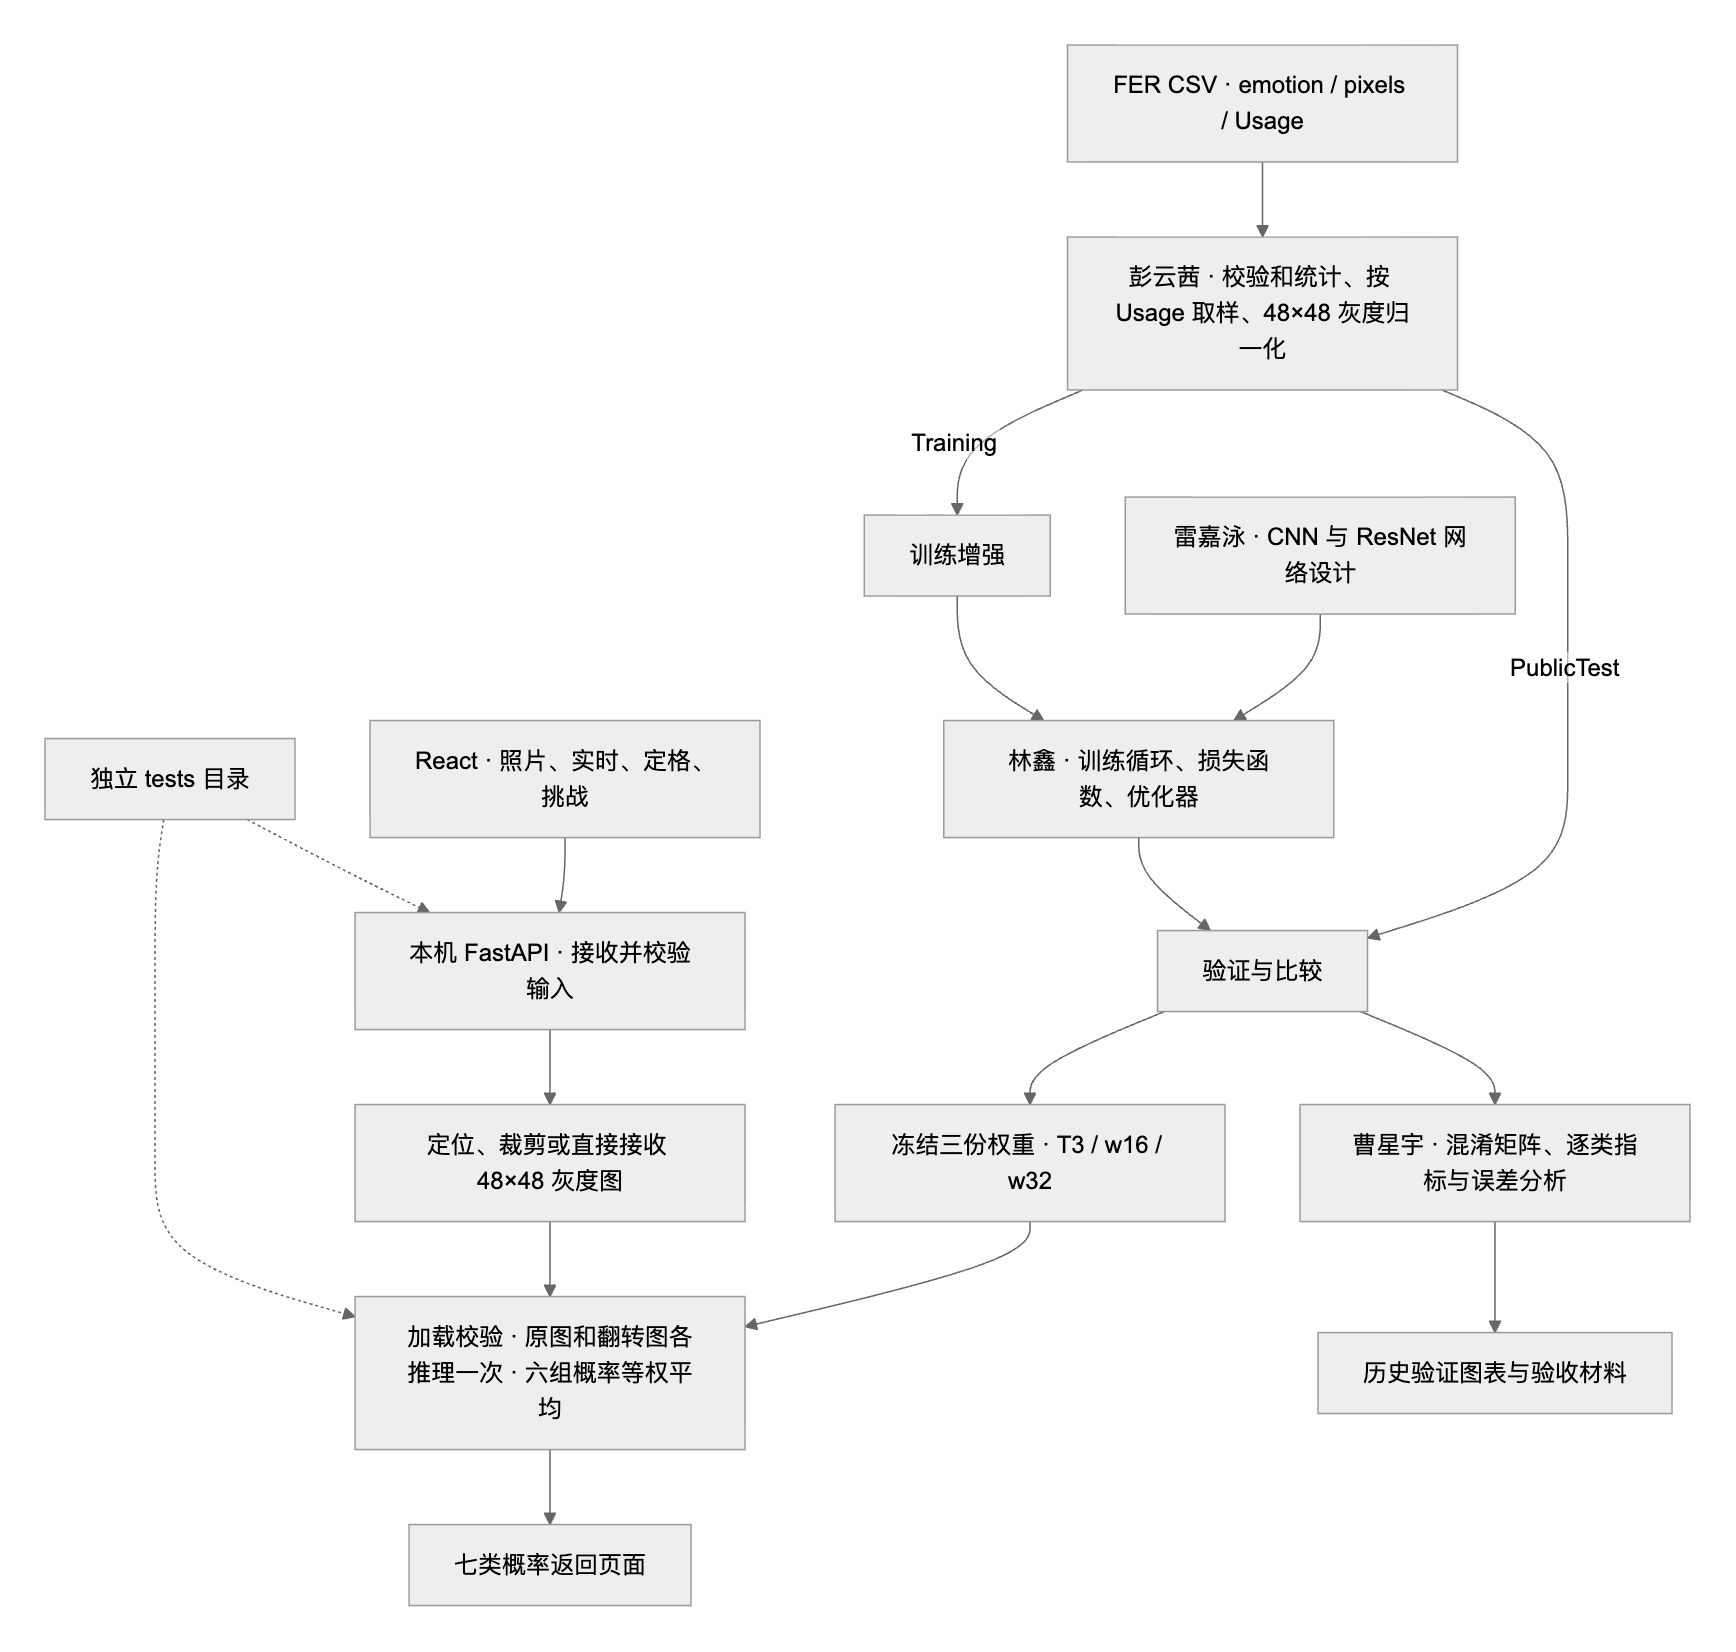 FER CSV · emotion / pixels
/ Usage
彭云茜 · 校验和统计、按
Usage 取样、48×48 灰度归
一化
Training
训练增强
雷嘉泳 · CNN 与 ResNet 网
络设计
PublicTest
独立 tests 目录
React · 照片、实时、定格、
挑战
林鑫 · 训练循环、损失函
数、优化器
本机 FastAPI · 接收并校验
输入
验证与比较
定位、裁剪或直接接收
48×48 灰度图
冻结三份权重 · T3 / w16 /
w32
曹星宇 · 混淆矩阵、逐类指
标与误差分析
加载校验 · 原图和翻转图各
推理一次 · 六组概率等权平
均
历史验证图表与验收材料
七类概率返回页面